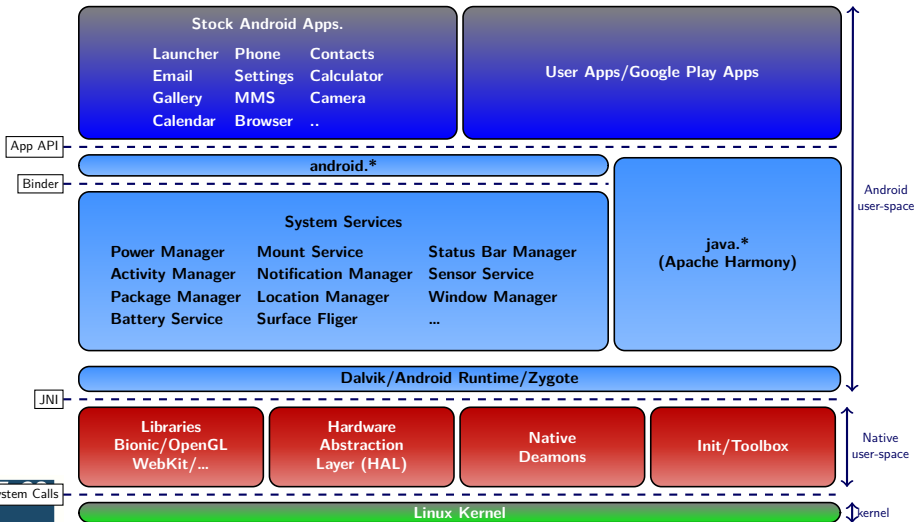 Stock Android Apps.
Launcher Phone Contacts
Email Settings Calculator
Gallery MMS Camera
Calendar Browser ..
User Apps/Google Play Apps
App API
android.*
Binder
System Services
Power Manager Mount Service Status Bar Manager
Activity Manager Notification Manager Sensor Service
Package Manager Location Manager Window Manager
Battery Service Surface Fliger ...
java.*
(Apache Harmony)
Android
user-space
Dalvik/Android Runtime/Zygote
JNI
Libraries
Bionic/OpenGL
WebKit/...
Hardware
Abstraction
Layer (HAL)
Native
Deamons
Init/Toolbox
Native
user-space
ystem Calls
Linux Kernel
kernel